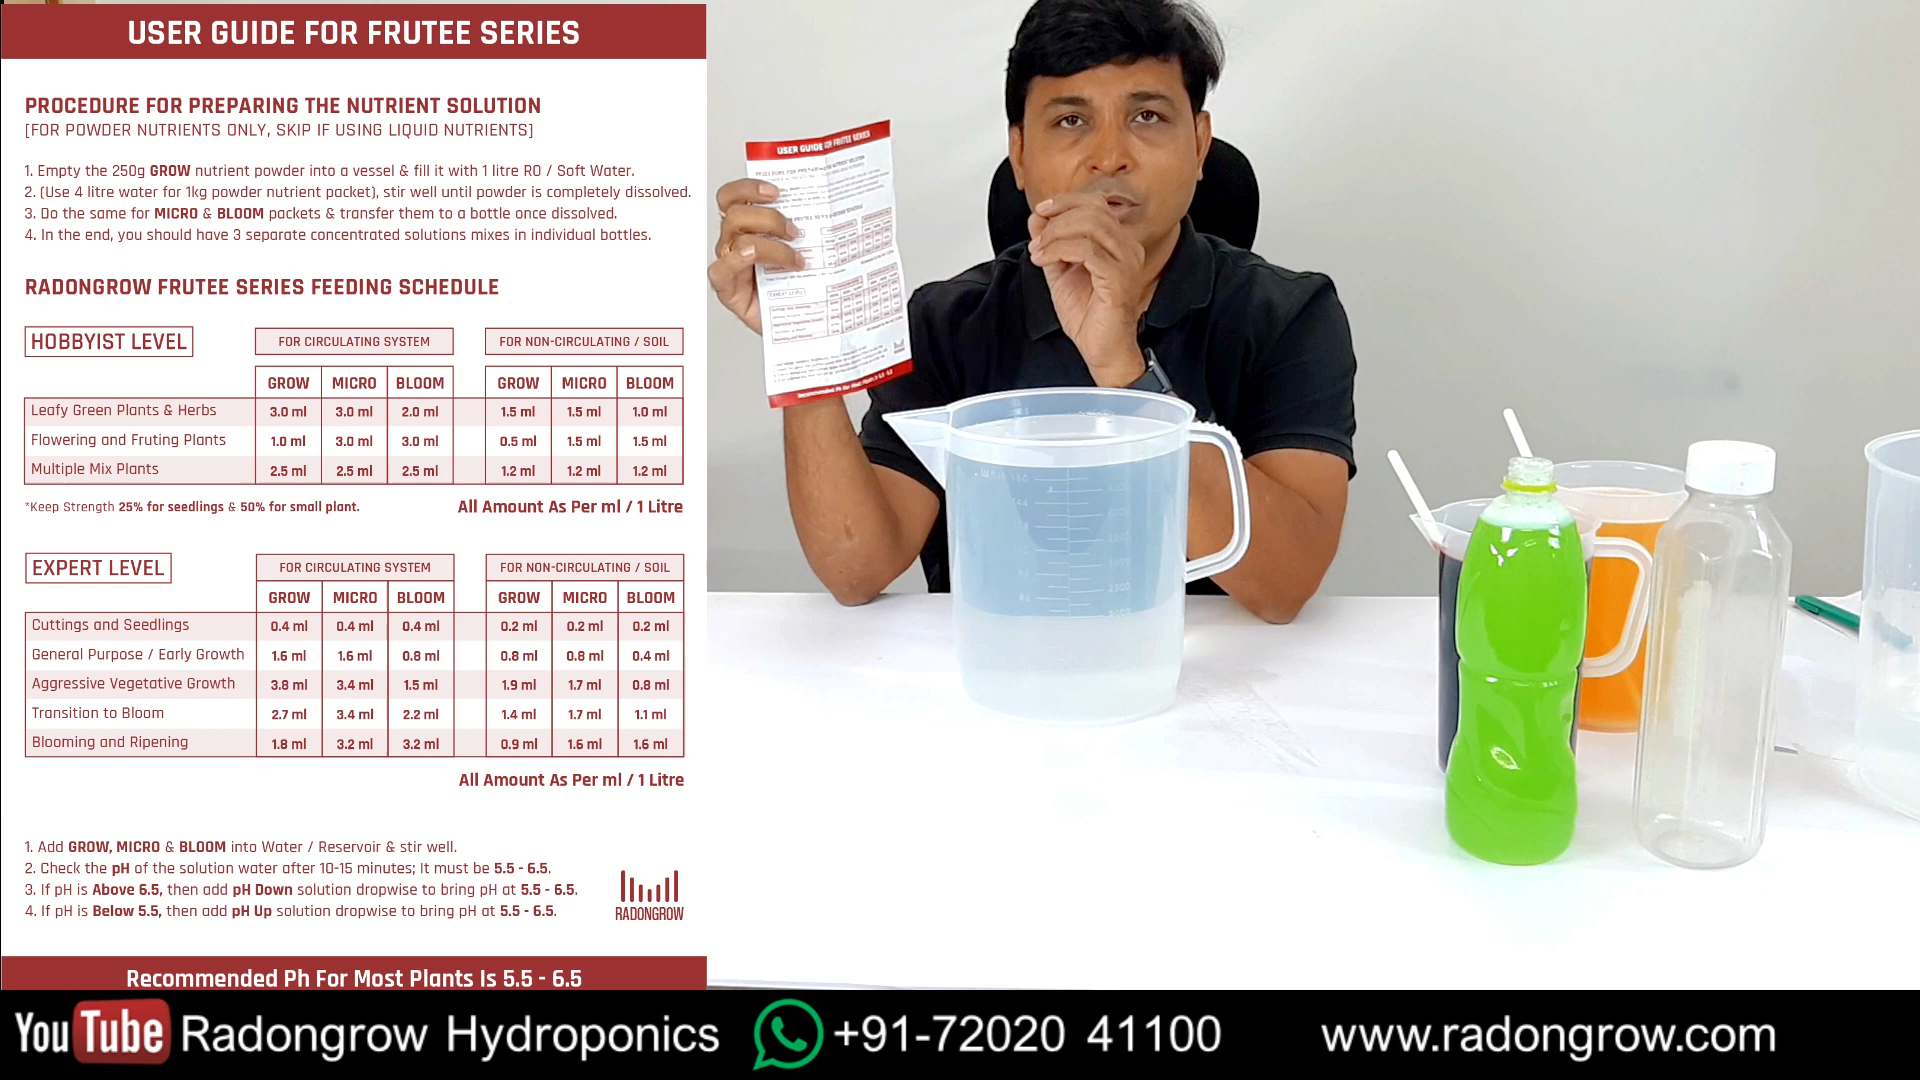 USER GUIDE FOR FRUTEE SERIES
PROCEDURE FOR PREPARING THE NUTRIENT SOLUTION
[FOR POWDER NUTRIENTS ONLY, SKIP IF USING LIQUID NUTRIENTS]
1. Empty the 250g GROW nutrient powder into a vessel & fill it with 1 litre RO / Soft Water.
2. (Use 4 litre water for 1kg powder nutrient packet), stir well until powder is completely dissolved.
3. Do the same for MICRO & BLOOM packets & transfer them to a bottle once dissolved.
4. In the end, you should have 3 separate concentrated solutions mixes in individual bottles.
RADONGROW FRUTEE SERIES FEEDING SCHEDULE
HOBBYIST LEVEL FOR CIRCULATING SYSTEM FOR NON-CIRCULATING / SOIL
GROW MICRO BLOOM GROW MICRO BLOOM
Leafy Green Plants & Herbs 3.0 ml 3.0 ml 2.0 ml 1.5 ml 1.5 ml 1.0 ml
Flowering and Fruting Plants 1.0 ml 3.0 ml 3.0 ml 0.5 ml 1.5 ml 1.5 ml
Multiple Mix Plants 2.5 ml 2.5 ml 2.5 ml 1.2 ml 1.2 ml 1.2 ml
*Keep Strength 25% for seedlings & 50% for small plant. All Amount As Per ml / 1 Litre
EXPERT LEVEL FOR CIRCULATING SYSTEM FOR NON-CIRCULATING / SOIL
GROW MICRO BLOOM GROW MICRO BLOOM
Cuttings and Seedlings 0.4 ml 0.4 ml 0.4 ml 0.2 ml 0.2 ml 0.2 ml
General Purpose / Early Growth 1.6 ml 1.6 ml 0.8 ml 0.8 ml 0.8 ml 0.4 ml
Aggressive Vegetative Growth 3.8 ml 3.4 ml 1.5 ml 1.9 ml 1.7 ml 0.8 ml
Transition to Bloom 2.7 ml 3.4 ml 2.2 ml 1.4 ml 1.7 ml 1.1 ml
Blooming and Ripening 1.8 ml 3.2 ml 3.2 ml 0.9 ml 1.6 ml 1.6 ml
All Amount As Per ml / 1 Litre
1. Add GROW, MICRO & BLOOM into Water / Reservoir & stir well.
2. Check the pH of the solution water after 10-15 minutes; It must be 5.5 - 6.5.
3. If pH is Above 6.5, then add pH Down solution dropwise to bring pH at 5.5 - 6.5.
4. If pH is Below 5.5, then add pH Up solution dropwise to bring pH at 5.5 - 6.5.
RADONGROW
Recommended Ph For Most Plants Is 5.5 - 6.5
USER GUIDE FOR FRUTEE SERIES
Recommended Ph For Most Plants Is 5.5 - 6.5
YouTube Radongrow Hydroponics +91-72020 41100 www.radongrow.com